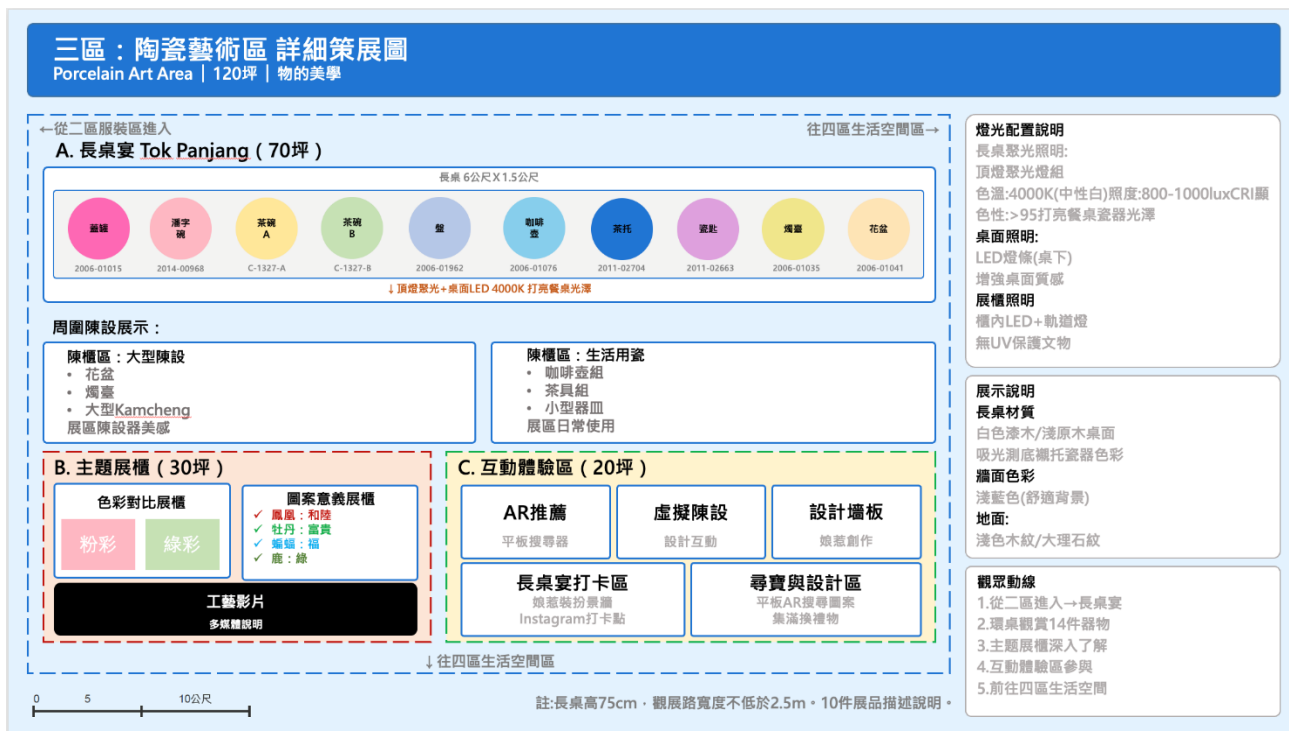 三區：陶瓷藝術區 詳細策展圖
Porcelain Art Area｜120坪｜物的美學
←從二區服裝區進入
往四區生活空間區→
A. 長桌宴 Tok Panjang（70坪）
長桌 6公尺X1.5公尺
蓋罐
潘字
碗
茶碗
A
茶碗
B
盤
咖啡
壺
茶托
瓷匙
燭臺
花盆
2006-01015
2014-00968
C-1327-A
C-1327-B
2006-01962
2006-01076
2011-02704
2011-02663
2006-01035
2006-01041
↓頂燈聚光+桌面LED 4000K 打亮餐桌光澤
周圍陳設展示：
陳櫃區：大型陳設
• 花盆
• 燭臺
• 大型Kamcheng
展區陳設器美感
陳櫃區：生活用瓷
• 咖啡壺組
• 茶具組
• 小型器皿
展區日常使用
B. 主題展櫃（30坪）
色彩對比展櫃
粉彩
綠彩
圖案意義展櫃
✓ 鳳凰：和陸
✓ 牡丹：富貴
✓ 蝙蝠：福
✓ 鹿：綠
工藝影片
多媒體說明
C. 互動體驗區（20坪）
AR推薦
平板搜尋器
虛擬陳設
設計互動
設計墻板
娘惹創作
長桌宴打卡區
娘惹裝扮景牆
Instagram打卡點
尋寶與設計區
平板AR搜尋圖案
集滿換禮物
↓往四區生活空間區
0
5
10公尺
註:長桌高75cm，觀展路寬度不低於2.5m。10件展品描述說明。
燈光配置說明
長桌聚光照明:
頂燈聚光燈組
色溫:4000K(中性白)照度:800-1000luxCRI顯
色性:>95打亮餐桌瓷器光澤
桌面照明:
LED燈條(桌下)
增強桌面質感
展櫃照明
櫃內LED+軌道燈
無UV保護文物
展示說明
長桌材質
白色漆木/淺原木桌面
吸光測底襯托瓷器色彩
牆面色彩
淺藍色(舒適背景)
地面:
淺色木紋/大理石紋
觀眾動線
1.從二區進入→長桌宴
2.環桌觀賞14件器物
3.主題展櫃深入了解
4.互動體驗區參與
5.前往四區生活空間